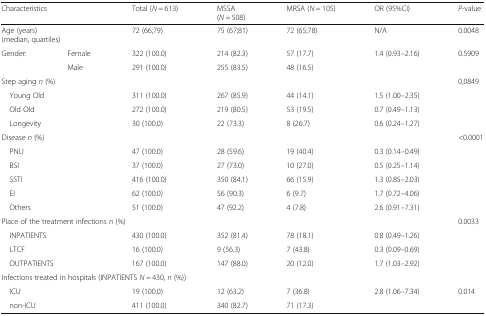 Characteristics Total (N = 613) MSSA (N = 508) MRSA (N = 105) OR (95%CI) P-value
Age (years) (median, quartiles) 72 (66;79) 75 (67;81) 72 (65;78) N/A 0.0048
Gender: Female 322 (100.0) 214 (82.3) 57 (17.7) 1.4 (0.93–2.16) 0.5909
Male 291 (100.0) 255 (83.5) 48 (16.5)
Step aging n (%) 0,0849
Young Old 311 (100.0) 267 (85.9) 44 (14.1) 1.5 (1.00–2.35)
Old Old 272 (100.0) 219 (80.5) 53 (19.5) 0.7 (0.49–1.13)
Longevity 30 (100.0) 22 (73.3) 8 (26.7) 0.6 (0.24–1.27)
Disease n (%) <0.0001
PNU 47 (100.0) 28 (59.6) 19 (40.4) 0.3 (0.14–0.49)
BSI 37 (100.0) 27 (73.0) 10 (27.0) 0.5 (0.25–1.14)
SSTI 416 (100.0) 350 (84.1) 66 (15.9) 1.3 (0.85–2.03)
EI 62 (100.0) 56 (90.3) 6 (9.7) 1.7 (0.72–4.06)
Others 51 (100.0) 47 (92.2) 4 (7.8) 2.6 (0.91–7.31)
Place of the treatment infections n (%) 0.0033
INPATIENTS 430 (100.0) 352 (81.4) 78 (18.1) 0.8 (0.49–1.26)
LTCF 16 (100.0) 9 (56.3) 7 (43.8) 0.3 (0.09–0.69)
OUTPATIENTS 167 (100.0) 147 (88.0) 20 (12.0) 1.7 (1.03–2.92)
Infections treated in hospitals (INPATIENTS N = 430, n (%))
ICU 19 (100.0) 12 (63.2) 7 (36.8) 2.8 (1.06–7.34) 0.014
non-ICU 411 (100.0) 340 (82.7) 71 (17.3)